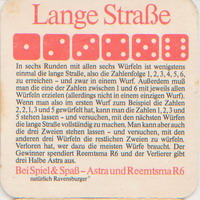 Lange Straße
In sechs Runden mit allen sechs Würfeln ist wenigstens
einmal die lange Straße, also die Zahlenfolge 1, 2, 3, 4, 5, 6,
zu erreichen – und zwar in einem Wurf. Außerdem muß
man die eine der Zahlen zwischen 1 und 6 mit jeweils allen
Würfeln erzielen (allerdings nicht in einem einzigen Wurf).
Wenn man also im ersten Wurf zum Beispiel die Zahlen
2, 2, 1, 3 und 5 gewürfelt hat, kann man die Zahlen 1, 2, 3 und
5 stehen lassen – und versuchen, mit den nächsten Würfen
die lange Straße vollständig zu machen. Man kann aber auch
die drei Zweien stehen lassen – und versuchen, mit den
anderen drei Würfeln die restlichen Zweien zu würfeln.
Verloren hat, wer dazu die meisten Würfe braucht. Der
Gewinner spendiert Reemtsma R6 und der Verlierer gibt
drei Halbe Astra aus.
Bei Spiel & Spaß – Astra und Reemtsma R6
natürlich Ravensburger